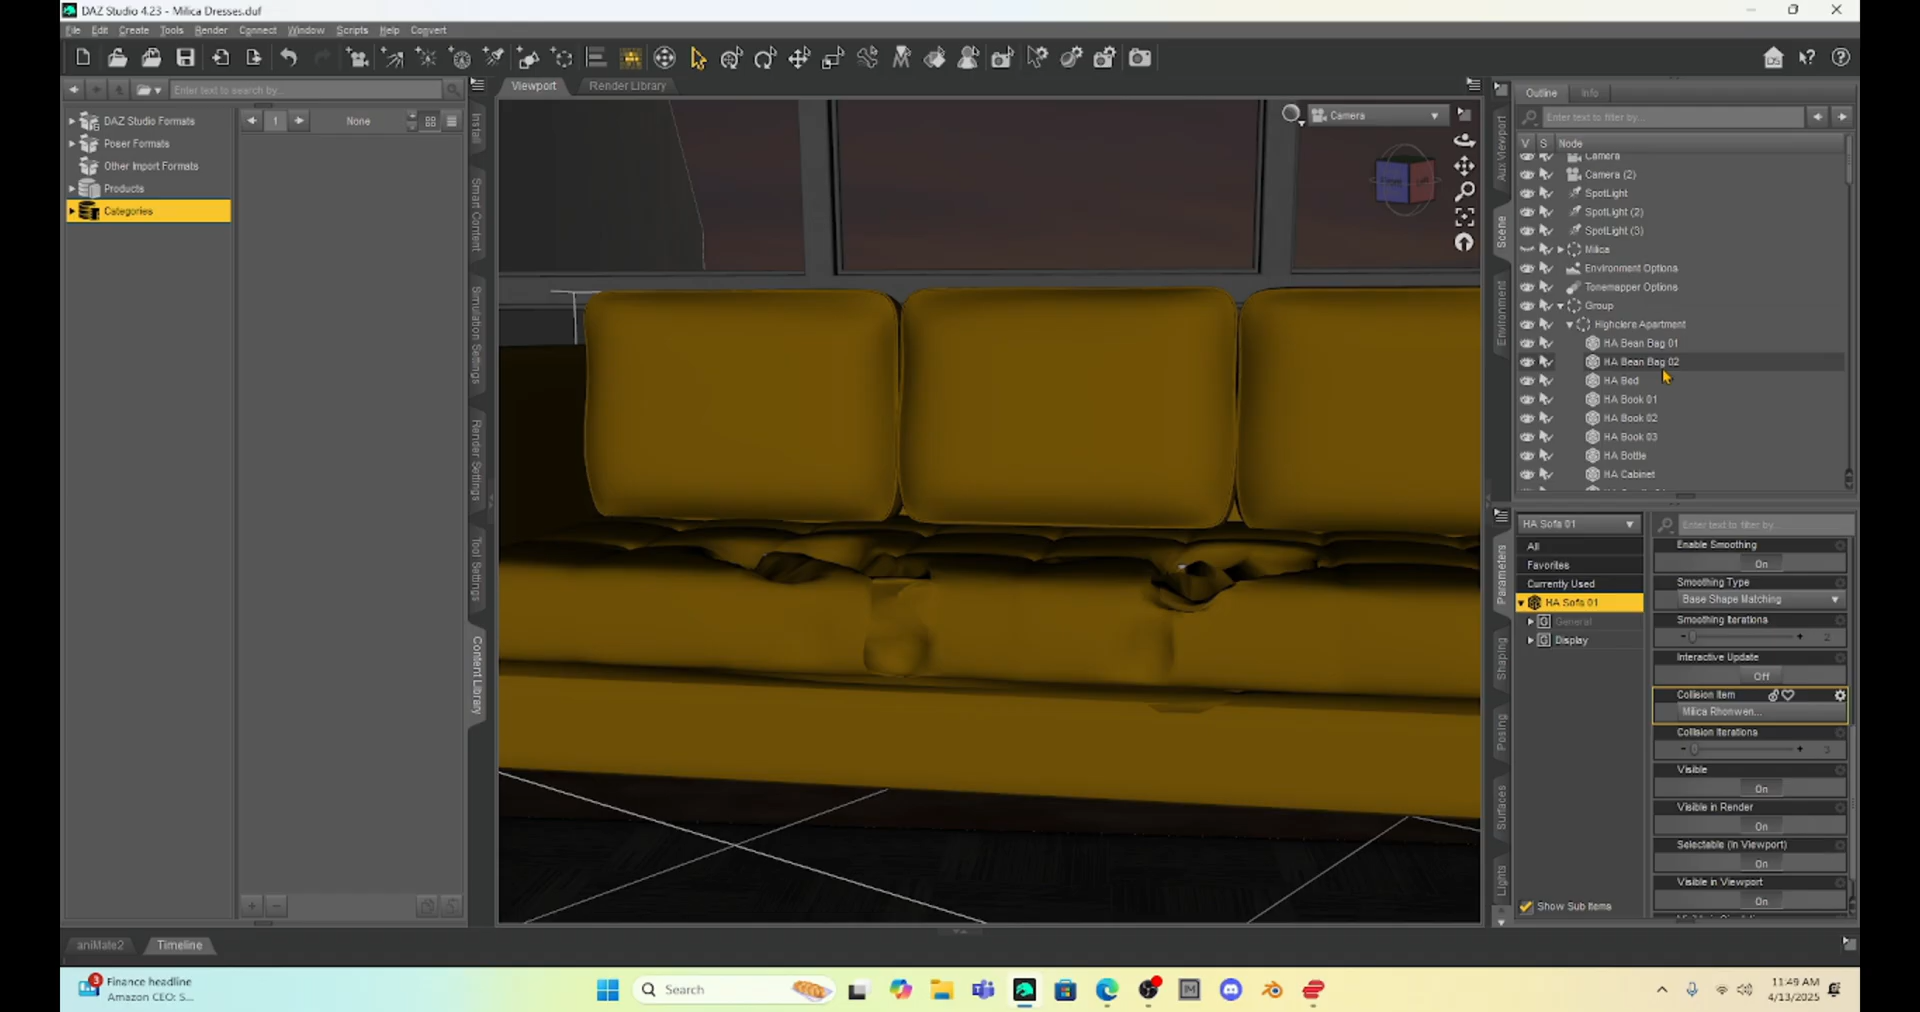 DAZ Studio 4.23 - Milica Dresses.duf
File Edit Create Tools Render Connect Window Scripts Help Convert
Enter text to search by...
DAZ Studio Formats
Poser Formats
Other Import Formats
Products
Categories
1
None
Install
Smart Content
Simulation Settings
Render Settings
Tool Settings
Content Library
Viewport
Render Library
Camera
Aux Viewport
Scene
Environment
Outline
Info
Enter text to filter by...
V S Node
Camera
Camera (2)
SpotLight
SpotLight (2)
SpotLight (3)
Milica
Environment Options
Tonemapper Options
Group
Highclere Apartment
HA Bean Bag 01
HA Bean Bag 02
HA Bed
HA Book 01
HA Book 02
HA Book 03
HA Bottle
HA Cabinet
Parameters
Shaping
Posing
Surfaces
Lights
HA Sofa 01
All
Favorites
Currently Used
HA Sofa 01
General
Display
Show Sub Items
Enter text to filter by...
Enable Smoothing
On
Smoothing Type
Base Shape Matching
Smoothing Iterations
2
Interactive Update
Off
Collision Item
Milica Rhonwen...
Collision Iterations
3
Visible
On
Visible in Render
On
Selectable (In Viewport)
On
Visible in Viewport
On
aniMate2
Timeline
3
Finance headline
Amazon CEO: S...
Search
11:49 AM
4/13/2025